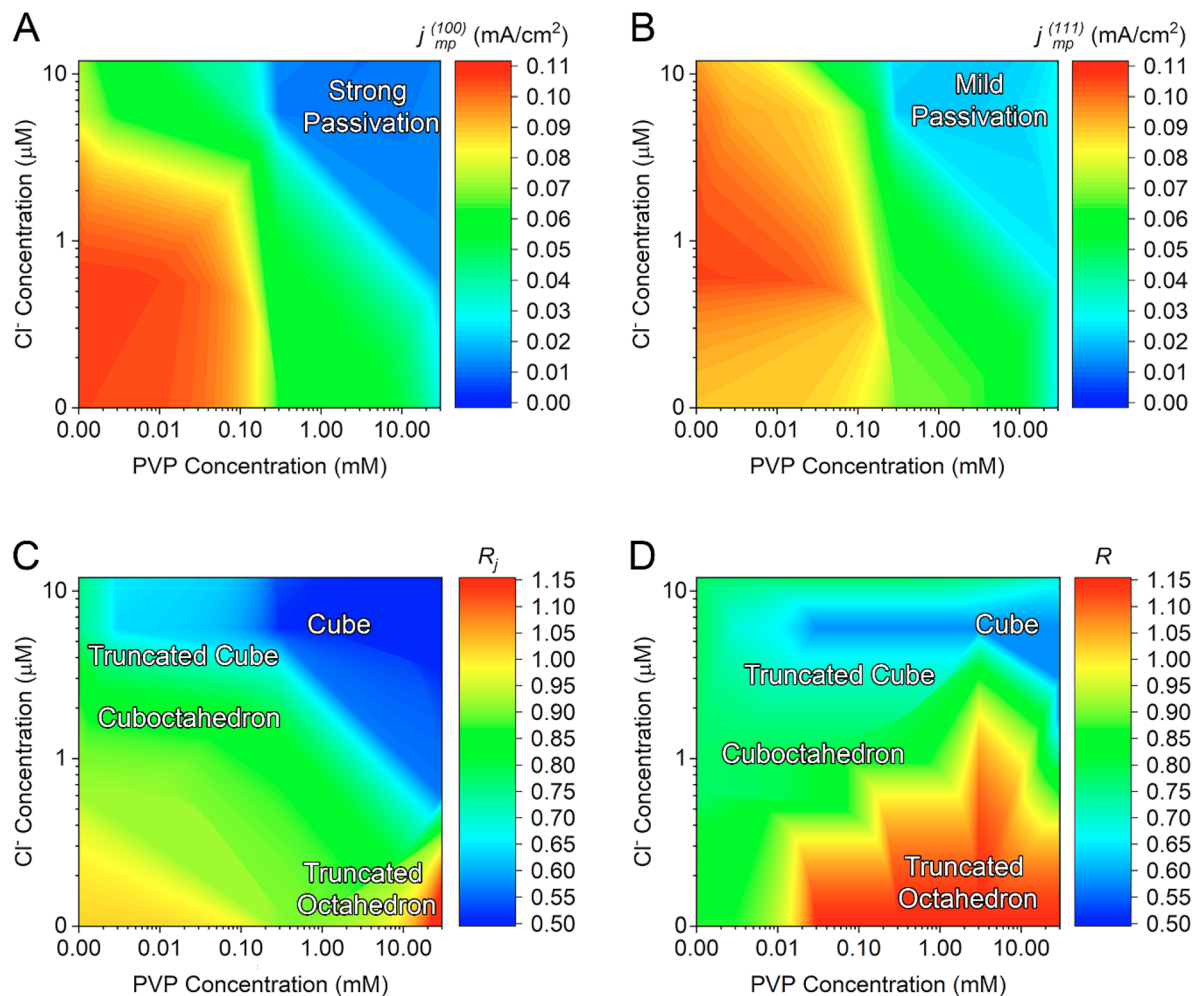 A
j mp (100) (mA/cm²)
Strong
Passivation
10
1
0
Cl⁻ Concentration (μM)
0.00 0.01 0.10 1.00 10.00
PVP Concentration (mM)
0.11
0.10
0.09
0.08
0.07
0.06
0.05
0.04
0.03
0.02
0.01
0.00
B
j mp (111) (mA/cm²)
Mild
Passivation
10
1
0
Cl⁻ Concentration (μM)
0.00 0.01 0.10 1.00 10.00
PVP Concentration (mM)
0.11
0.10
0.09
0.08
0.07
0.06
0.05
0.04
0.03
0.02
0.01
0.00
C
Rj
Cube
Truncated Cube
Cuboctahedron
Truncated
Octahedron
10
1
0
Cl⁻ Concentration (μM)
0.00 0.01 0.10 1.00 10.00
PVP Concentration (mM)
1.15
1.10
1.05
1.00
0.95
0.90
0.85
0.80
0.75
0.70
0.65
0.60
0.55
0.50
D
R
Cube
Truncated Cube
Cuboctahedron
Truncated
Octahedron
10
1
0
Cl⁻ Concentration (μM)
0.00 0.01 0.10 1.00 10.00
PVP Concentration (mM)
1.15
1.10
1.05
1.00
0.95
0.90
0.85
0.80
0.75
0.70
0.65
0.60
0.55
0.50